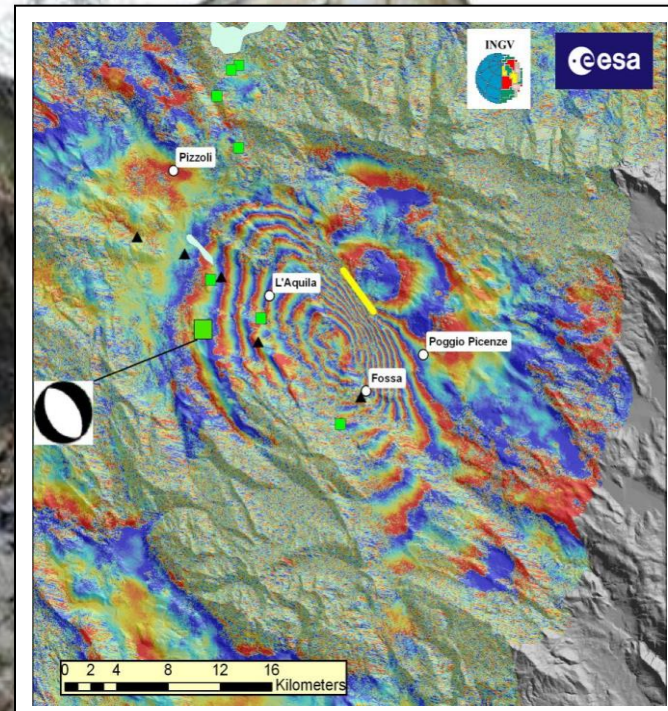 INGV
esa
Pizzoli
L'Aquila
Poggio Picenze
Fossa
0 2 4 8 12 16
Kilometers